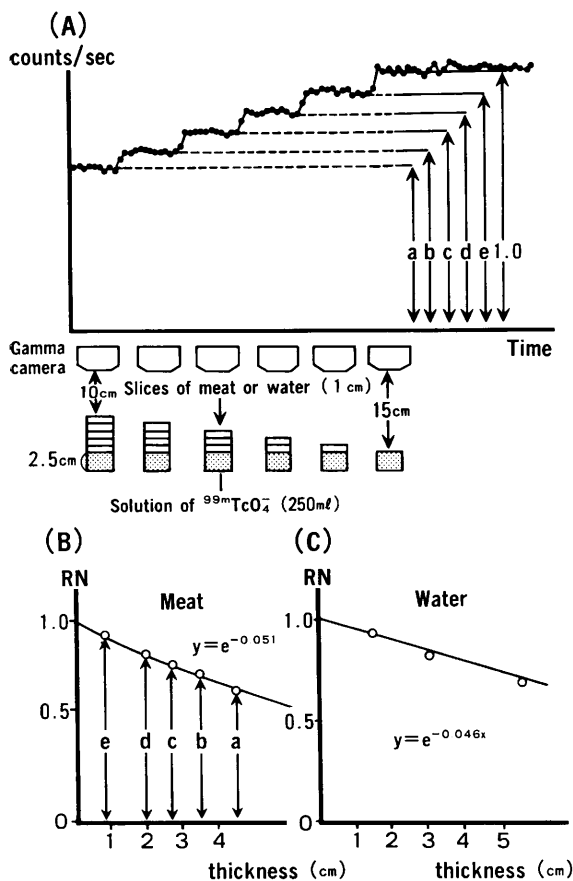 (A)
counts/sec
a b c d e 1.0
Time
Gamma
camera
10cm
Slices of meat or water (1 cm)
15cm
2.5cm
Solution of ⁹⁹ᵐTcO₄⁻ (250mℓ)
(B)
RN
Meat
1.0
y=e⁻⁰ ⁰⁵¹
0.5
e d c b a
0
1 2 3 4
thickness (cm)
(C)
RN
Water
1.0
0.5
y=e⁻⁰ ⁰⁴⁶ˣ
0
1 2 3 4 5
thickness (cm)